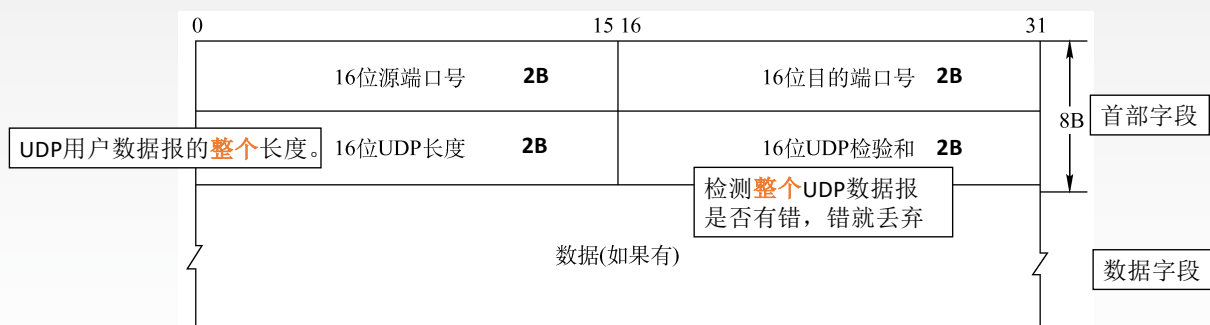 0 15 16 31
16位源端口号 2B 16位目的端口号 2B
8B
首部字段
UDP用户数据报的整个长度。 16位UDP长度 2B 16位UDP检验和 2B
检测整个UDP数据报
是否有错，错就丢弃
数据(如果有)
数据字段